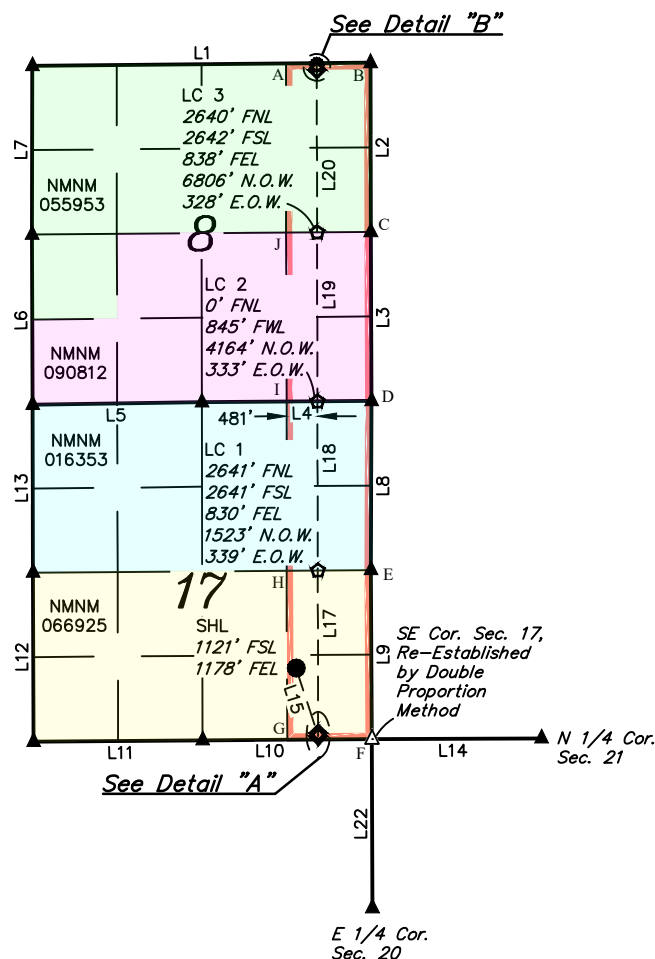 See Detail "B"
L1
A
B
LC 3
2640' FNL
2642' FSL
838' FEL
6806' N.O.W.
328' E.O.W.
L7
L2
L20
NMNM
055953
C
8
J
LC 2
0' FNL
845' FWL
4164' N.O.W.
333' E.O.W.
L19
L6
L3
NMNM
090812
I
D
L5
481'
L4
NMNM
016353
LC 1
2641' FNL
2641' FSL
830' FEL
1523' N.O.W.
339' E.O.W.
L18
L13
L8
17
H
E
NMNM
066925
SHL
1121' FSL
1178' FEL
L17
L12
L9
L15
SE Cor. Sec. 17,
Re-Established
by Double
Proportion
Method
G
F
L11
L10
L14
N 1/4 Cor.
Sec. 21
See Detail "A"
L22
E 1/4 Cor.
Sec. 20